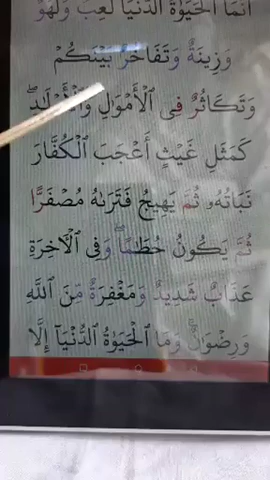 أَنَّمَا ٱلْحَيَوٰةُ ٱلدُّنْيَا لَعِبٌ وَلَهْوٌ
وَزِينَةٌ وَتَفَاخُرٌۢ بَيْنَكُمْ
وَتَكَاثُرٌ فِى ٱلْأَمْوَٰلِ وَٱلْأَوْلَٰدِ ۖ
كَمَثَلِ غَيْثٍ أَعْجَبَ ٱلْكُفَّارَ
نَبَاتُهُۥ ثُمَّ يَهِيجُ فَتَرَىٰهُ مُصْفَرًّا
ثُمَّ يَكُونُ حُطَٰمًا ۖ وَفِى ٱلْءَاخِرَةِ
عَذَابٌ شَدِيدٌ وَمَغْفِرَةٌ مِّنَ ٱللَّهِ
وَرِضْوَٰنٌ ۚ وَمَا ٱلْحَيَوٰةُ ٱلدُّنْيَآ إِلَّا